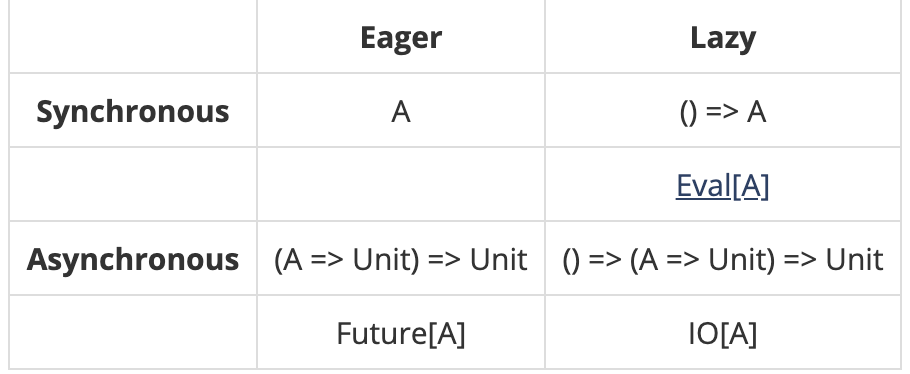 Eager Lazy
Synchronous A () => A
Eval[A]
Asynchronous (A => Unit) => Unit () => (A => Unit) => Unit
Future[A] IO[A]